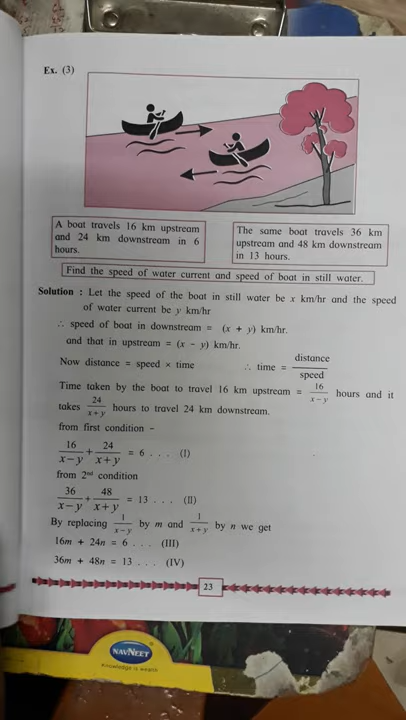 Ex. (3)
A boat travels 16 km upstream
and 24 km downstream in 6
hours.
The same boat travels 36 km
upstream and 48 km downstream
in 13 hours.
Find the speed of water current and speed of boat in still water.
Solution : Let the speed of the boat in still water be x km/hr and the speed
of water current be y km/hr
∴ speed of boat in downstream = (x + y) km/hr.
and that in upstream = (x - y) km/hr.
Now distance = speed × time ∴ time = distance/speed
Time taken by the boat to travel 16 km upstream = 16/(x-y) hours and it
takes 24/(x+y) hours to travel 24 km downstream.
from first condition -
16/(x-y) + 24/(x+y) = 6 . . . (I)
from 2nd condition
36/(x-y) + 48/(x+y) = 13 . . . (II)
By replacing 1/(x-y) by m and 1/(x+y) by n we get
16m + 24n = 6 . . . (III)
36m + 48n = 13 . . . (IV)
23
NAVNEET
Knowledge is wealth